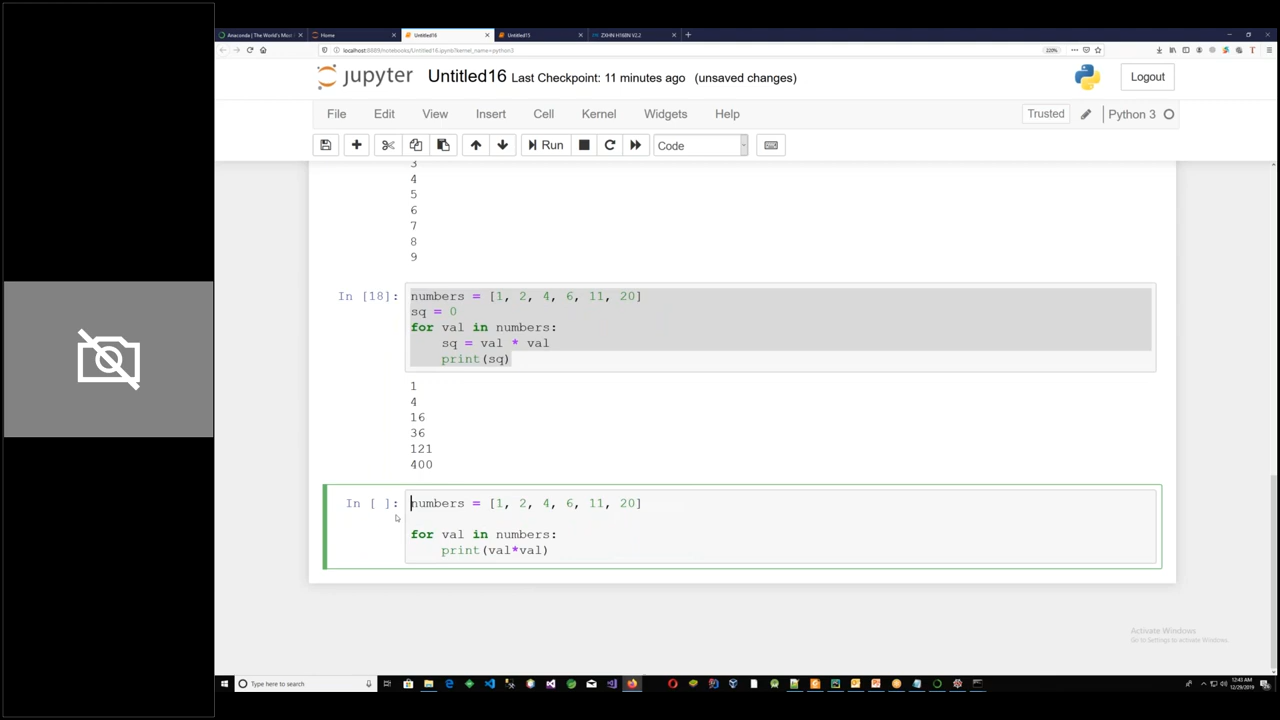 Anaconda | The World's Most
Home
Untitled16
Untitled15
ZXHN H168N V2.2
localhost:8889/notebooks/Untitled16.ipynb?kernel_name=python3
220%
jupyter Untitled16 Last Checkpoint: 11 minutes ago (unsaved changes)
Logout
File Edit View Insert Cell Kernel Widgets Help
Trusted
Python 3
Run
Code
3
4
5
6
7
8
9
In [18]: numbers = [1, 2, 4, 6, 11, 20]
sq = 0
for val in numbers:
    sq = val * val
    print(sq)
1
4
16
36
121
400
In [ ]: numbers = [1, 2, 4, 6, 11, 20]
for val in numbers:
    print(val*val)
Activate Windows
Go to Settings to activate Windows.
Type here to search
12:43 AM
12/29/2019